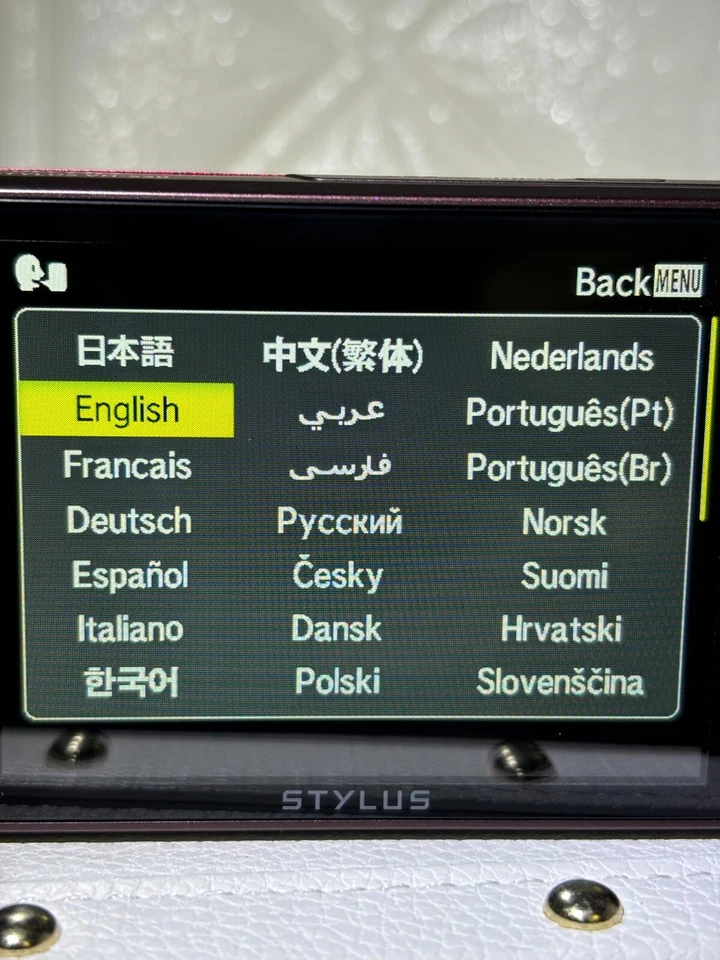 Back MENU
日本語 中文(繁体) Nederlands
English عربي Português(Pt)
Francais فارسی Português(Br)
Deutsch Русский Norsk
Español Česky Suomi
Italiano Dansk Hrvatski
한국어 Polski Slovenščina
STYLUS